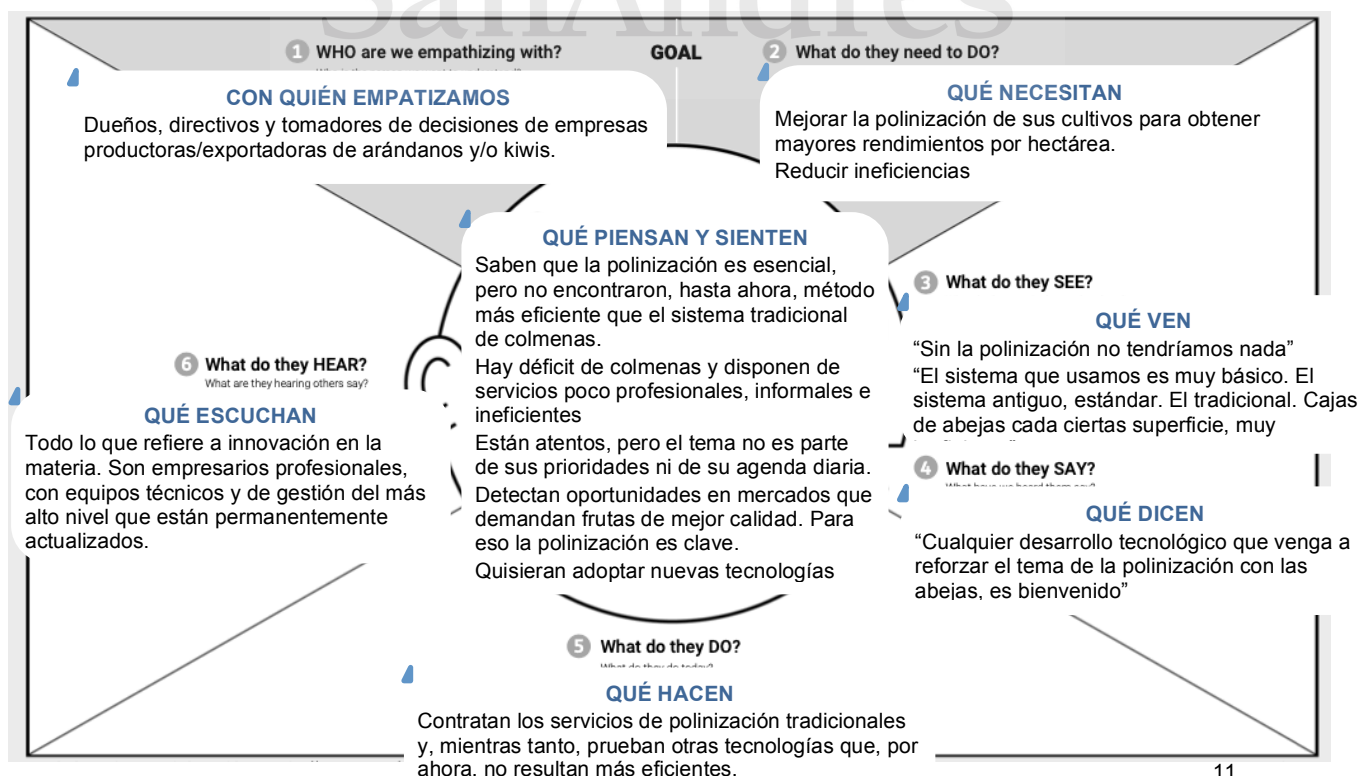 SanAndrés
1 WHO are we empathizing with?
GOAL
2 What do they need to DO?
CON QUIÉN EMPATIZAMOS
Dueños, directivos y tomadores de decisiones de empresas
productoras/exportadoras de arándanos y/o kiwis.
QUÉ NECESITAN
Mejorar la polinización de sus cultivos para obtener
mayores rendimientos por hectárea.
Reducir ineficiencias
QUÉ PIENSAN Y SIENTEN
Saben que la polinización es esencial,
pero no encontraron, hasta ahora, método
más eficiente que el sistema tradicional
de colmenas.
Hay déficit de colmenas y disponen de
servicios poco profesionales, informales e
ineficientes
Están atentos, pero el tema no es parte
de sus prioridades ni de su agenda diaria.
Detectan oportunidades en mercados que
demandan frutas de mejor calidad. Para
eso la polinización es clave.
Quisieran adoptar nuevas tecnologías
3 What do they SEE?
QUÉ VEN
“Sin la polinización no tendríamos nada”
“El sistema que usamos es muy básico. El
sistema antiguo, estándar. El tradicional. Cajas
de abejas cada ciertas superficie, muy
4 What do they SAY?
QUÉ DICEN
“Cualquier desarrollo tecnológico que venga a
reforzar el tema de la polinización con las
abejas, es bienvenido”
6 What do they HEAR?
What are they hearing others say?
QUÉ ESCUCHAN
Todo lo que refiere a innovación en la
materia. Son empresarios profesionales,
con equipos técnicos y de gestión del más
alto nivel que están permanentemente
actualizados.
5 What do they DO?
What do they do today?
QUÉ HACEN
Contratan los servicios de polinización tradicionales
y, mientras tanto, prueban otras tecnologías que, por
ahora, no resultan más eficientes.
11